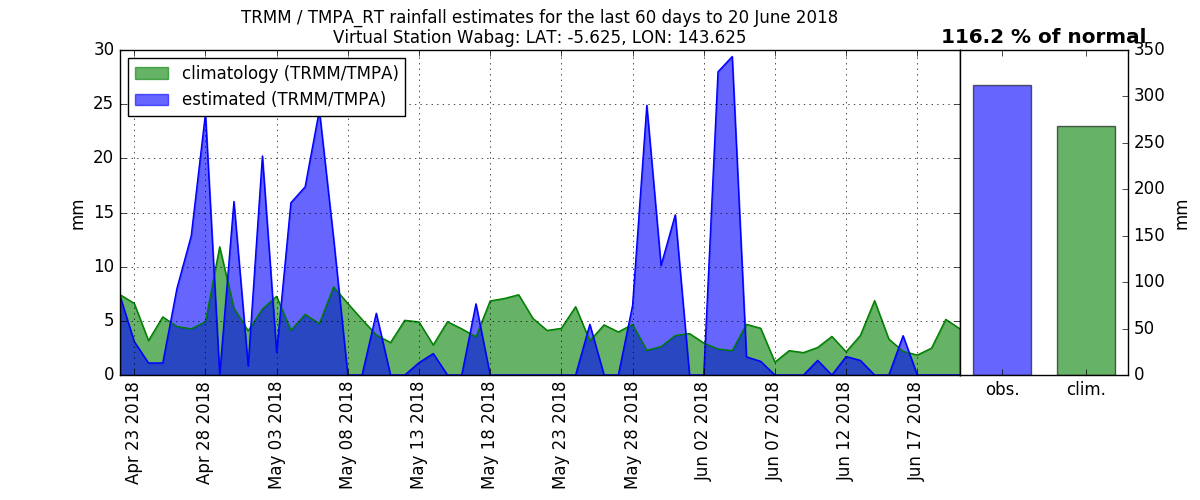 TRMM / TMPA_RT rainfall estimates for the last 60 days to 20 June 2018
Virtual Station Wabag: LAT: -5.625, LON: 143.625
116.2 % of normal
climatology (TRMM/TMPA)
estimated (TRMM/TMPA)
30
25
20
15
10
5
0
mm
350
300
250
200
150
100
50
0
mm
obs.
clim.
Apr 23 2018
Apr 28 2018
May 03 2018
May 08 2018
May 13 2018
May 18 2018
May 23 2018
May 28 2018
Jun 02 2018
Jun 07 2018
Jun 12 2018
Jun 17 2018